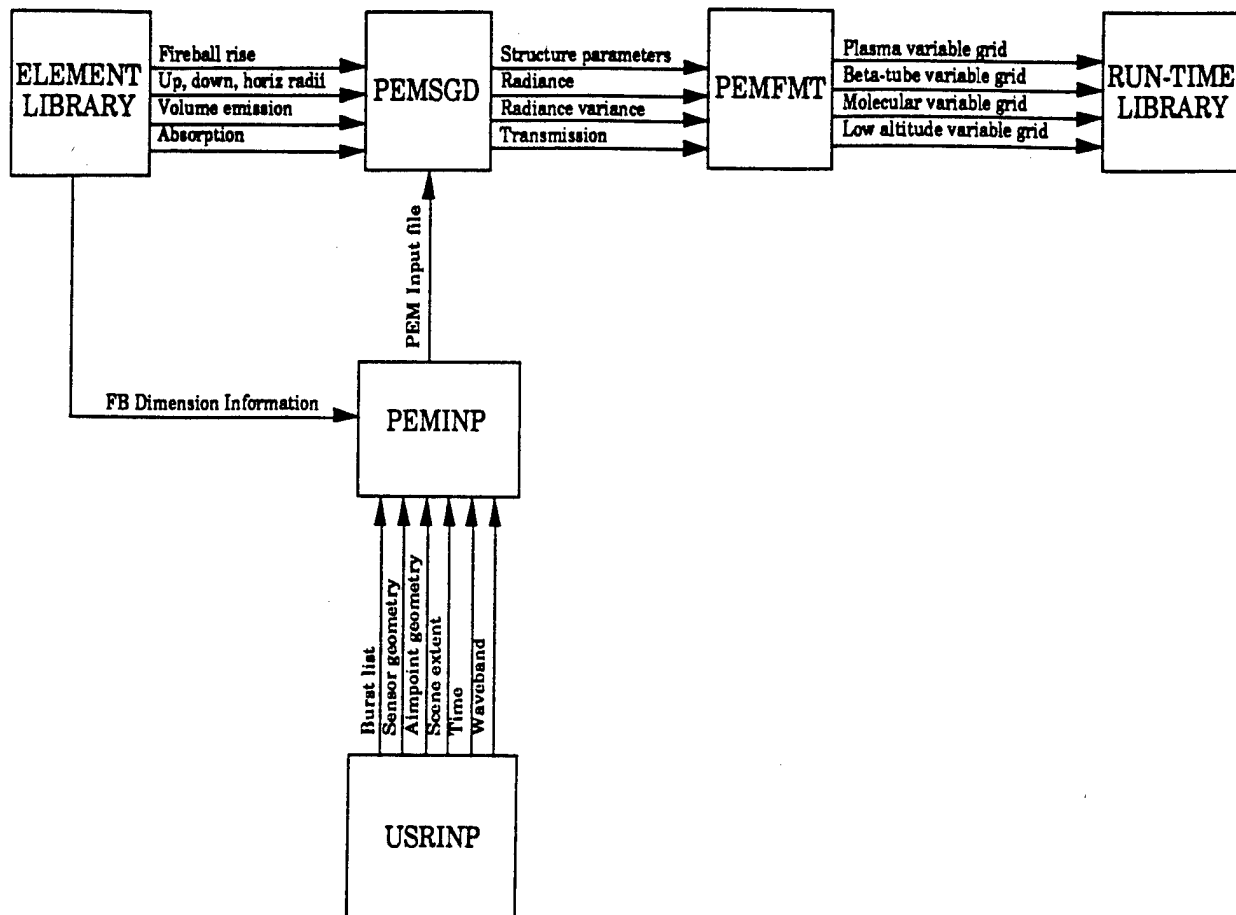 ELEMENT
LIBRARY
Fireball rise
Up, down, horiz radii
Volume emission
Absorption
PEMSGD
Structure parameters
Radiance
Radiance variance
Transmission
PEMFMT
Plasma variable grid
Beta-tube variable grid
Molecular variable grid
Low altitude variable grid
RUN-TIME
LIBRARY
PEM Input file
FB Dimension Information
PEMINP
Burst list
Sensor geometry
Aimpoint geometry
Scene extent
Time
Waveband
USRINP